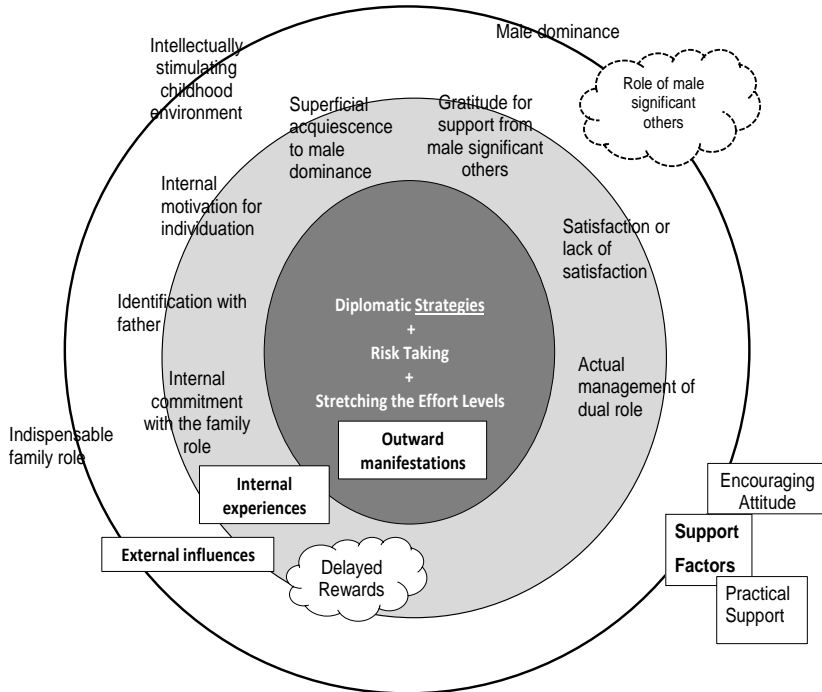 Male dominance
Intellectually
stimulating
childhood
environment
Role of male
significant
others
Superficial
acquiescence
to male
dominance
Gratitude for
support from
male significant
others
Internal
motivation for
individuation
Satisfaction or
lack of
satisfaction
Identification with
father
Diplomatic Strategies
+
Risk Taking
+
Stretching the Effort Levels
Internal
commitment
with the family
role
Actual
management of
dual role
Indispensable
family role
Outward
manifestations
Internal
experiences
External influences
Delayed
Rewards
Encouraging
Attitude
Support
Factors
Practical
Support